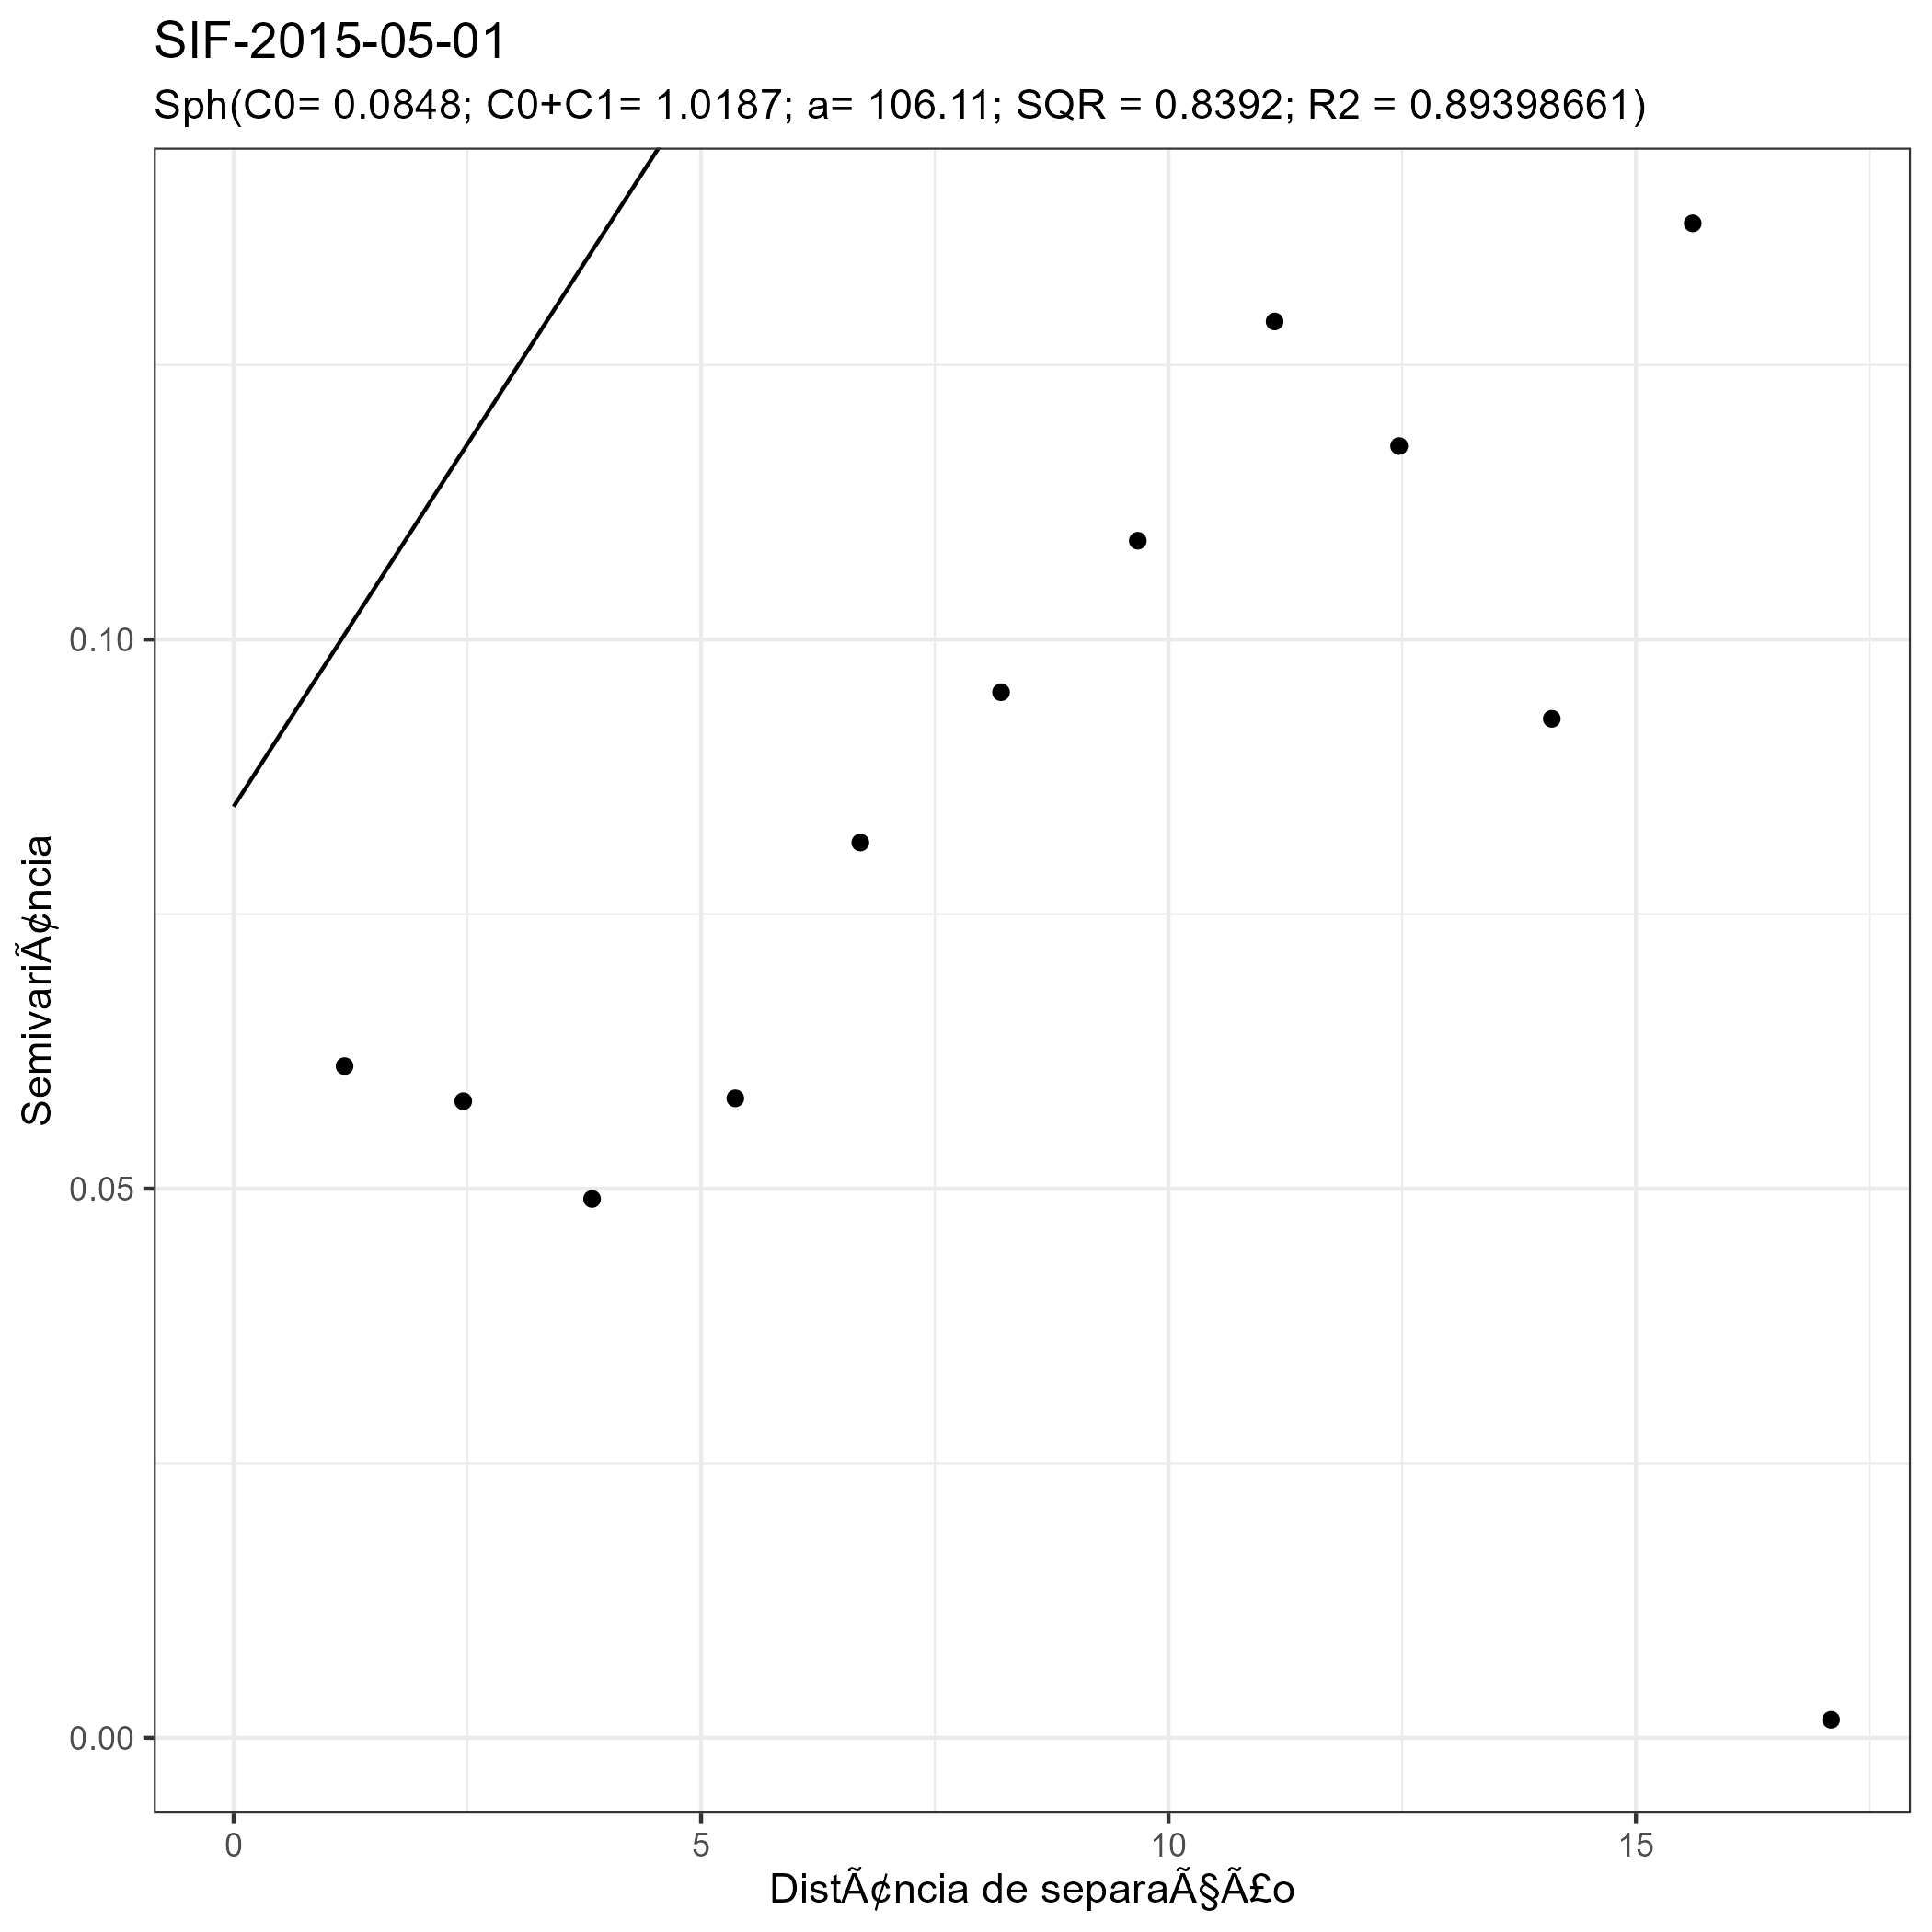 SIF-2015-05-01
Sph(C0= 0.0848; C0+C1= 1.0187; a= 106.11; SQR = 0.8392; R2 = 0.89398661)
SemivariÃ¢ncia
0.10
0.05
0.00
0
5
10
15
DistÃ¢ncia de separaÃ§Ã£o